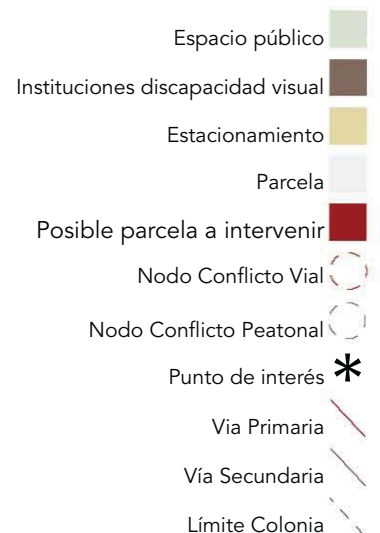 Espacio público
Instituciones discapacidad visual
Estacionamiento
Parcela
Posible parcela a intervenir
Nodo Conflicto Vial
Nodo Conflicto Peatonal
Punto de interés *
Via Primaria
Vía Secundaria
Límite Colonia